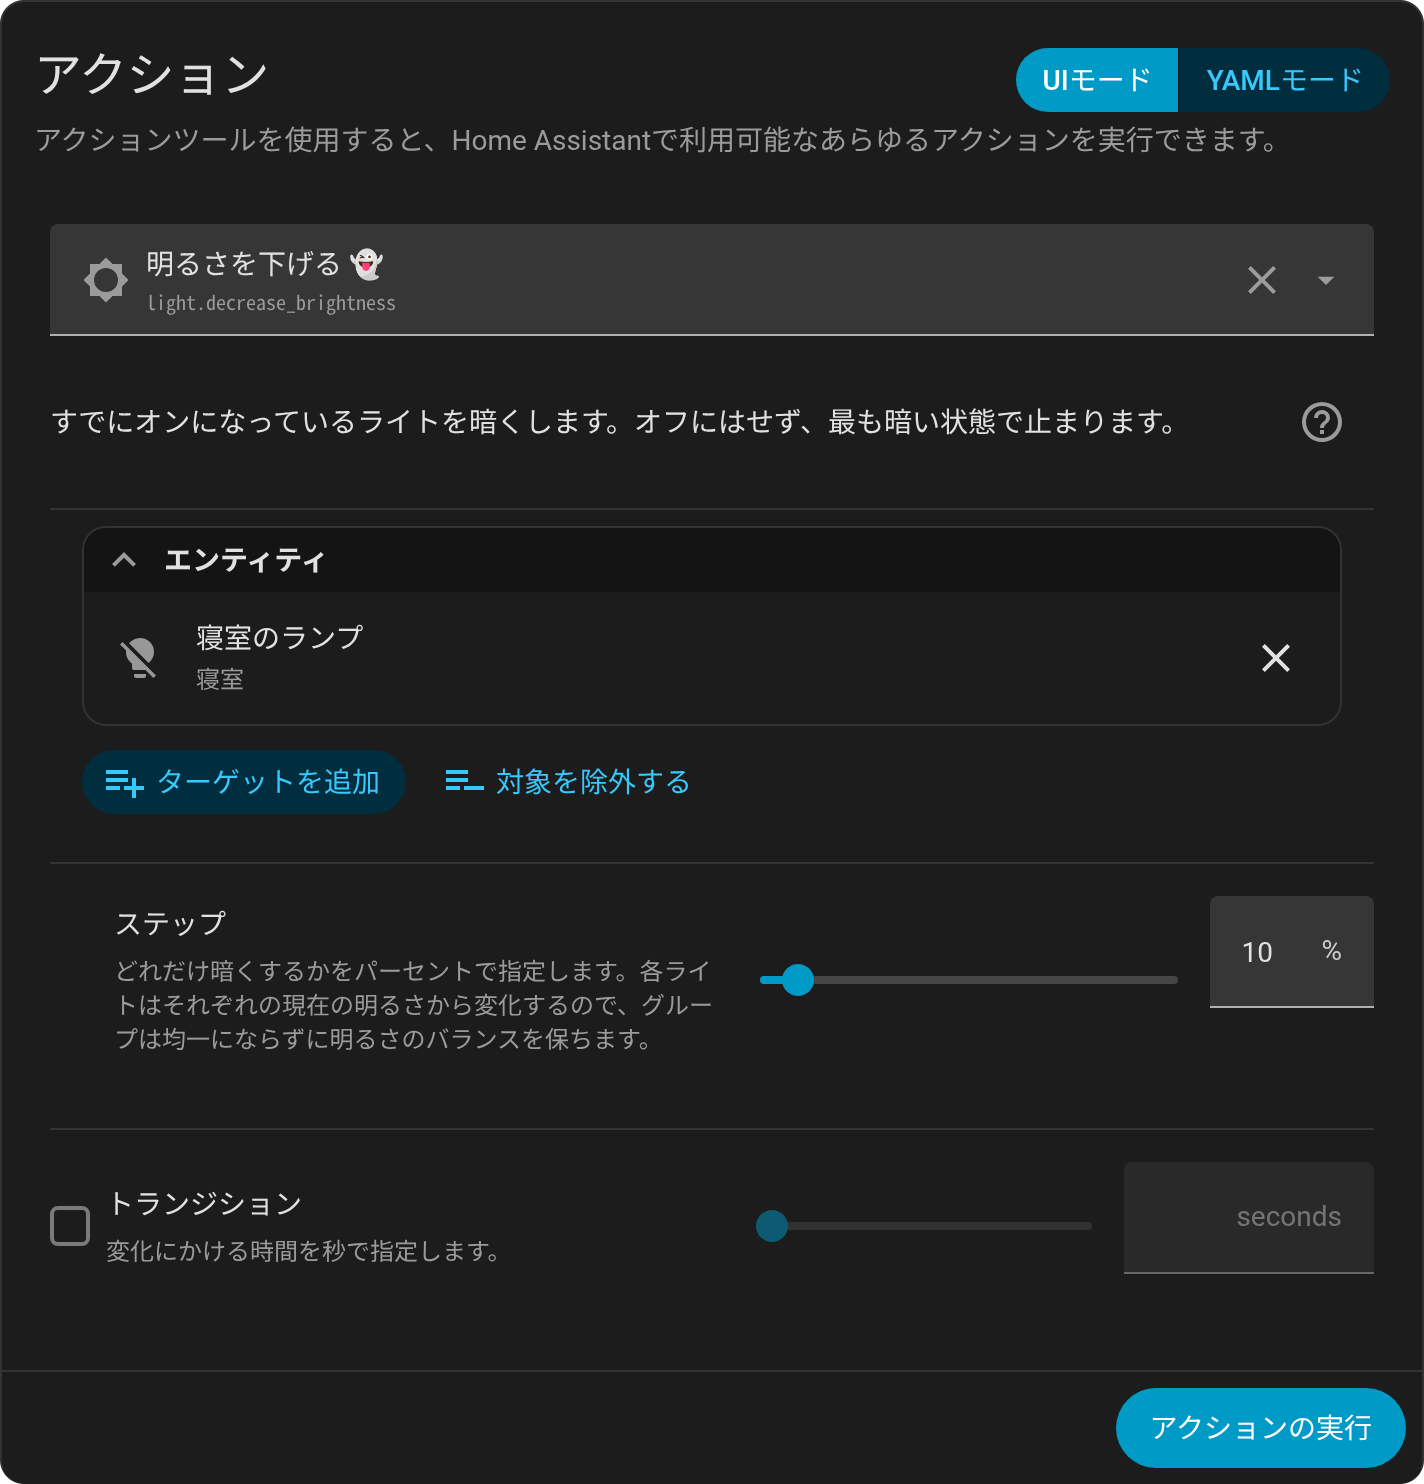 アクション
UIモード
YAMLモード
アクションツールを使用すると、Home Assistantで利用可能なあらゆるアクションを実行できます。
明るさを下げる 👻
light.decrease_brightness
すでにオンになっているライトを暗くします。オフにはせず、最も暗い状態で止まります。
エンティティ
寝室のランプ
寝室
ターゲットを追加
対象を除外する
ステップ
どれだけ暗くするかをパーセントで指定します。各ライ
トはそれぞれの現在の明るさから変化するので、グルー
プは均一にならずに明るさのバランスを保ちます。
10 %
トランジション
変化にかける時間を秒で指定します。
seconds
アクションの実行